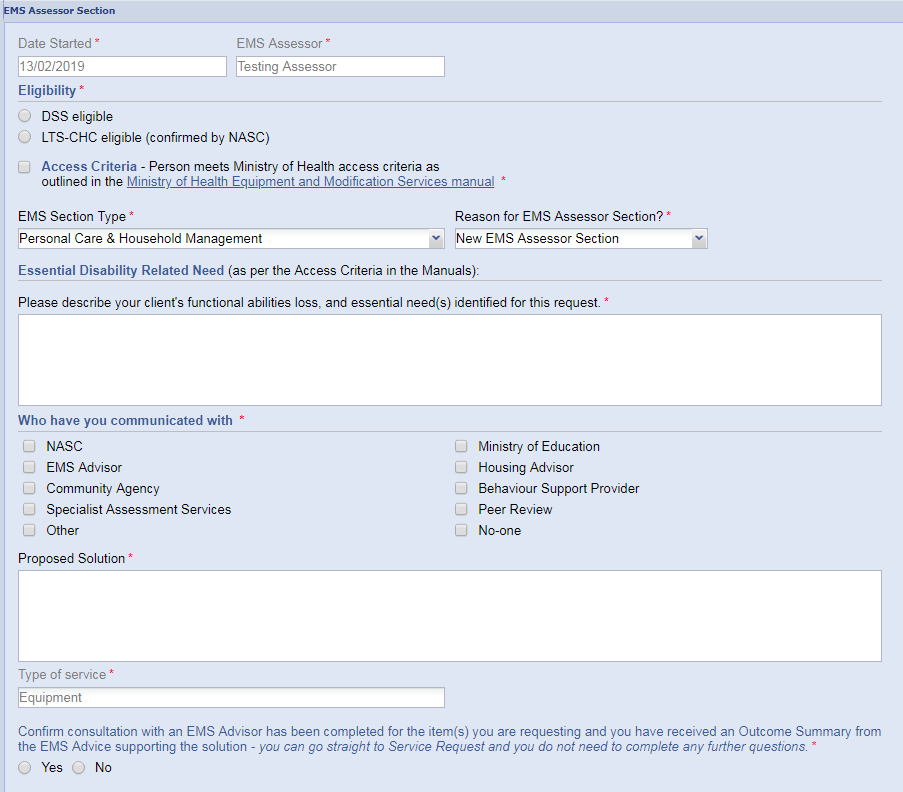 EMS Assessor Section
Date Started * EMS Assessor *
13/02/2019 Testing Assessor
Eligibility *
DSS eligible
LTS-CHC eligible (confirmed by NASC)
Access Criteria - Person meets Ministry of Health access criteria as
outlined in the Ministry of Health Equipment and Modification Services manual *
EMS Section Type * Reason for EMS Assessor Section? *
Personal Care & Household Management New EMS Assessor Section
Essential Disability Related Need (as per the Access Criteria in the Manuals):
Please describe your client's functional abilities loss, and essential need(s) identified for this request. *
Who have you communicated with *
NASC Ministry of Education
EMS Advisor Housing Advisor
Community Agency Behaviour Support Provider
Specialist Assessment Services Peer Review
Other No-one
Proposed Solution *
Type of service *
Equipment
Confirm consultation with an EMS Advisor has been completed for the item(s) you are requesting and you have received an Outcome Summary from
the EMS Advice supporting the solution - you can go straight to Service Request and you do not need to complete any further questions. *
Yes No